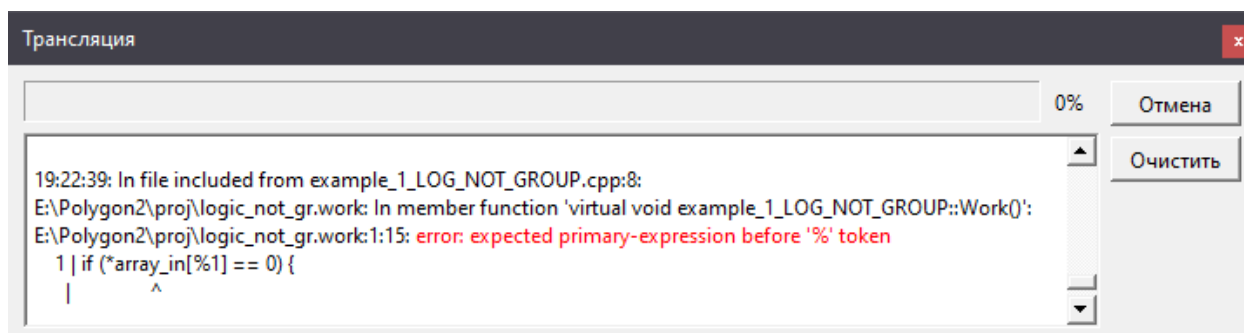 Трансляция
x
0%
Отмена
Очистить
19:22:39: In file included from example_1_LOG_NOT_GROUP.cpp:8:
E:\Polygon2\proj\logic_not_gr.work: In member function 'virtual void example_1_LOG_NOT_GROUP::Work()':
E:\Polygon2\proj\logic_not_gr.work:1:15: error: expected primary-expression before '%' token
1 | if (*array_in[%1] == 0) {
| ^